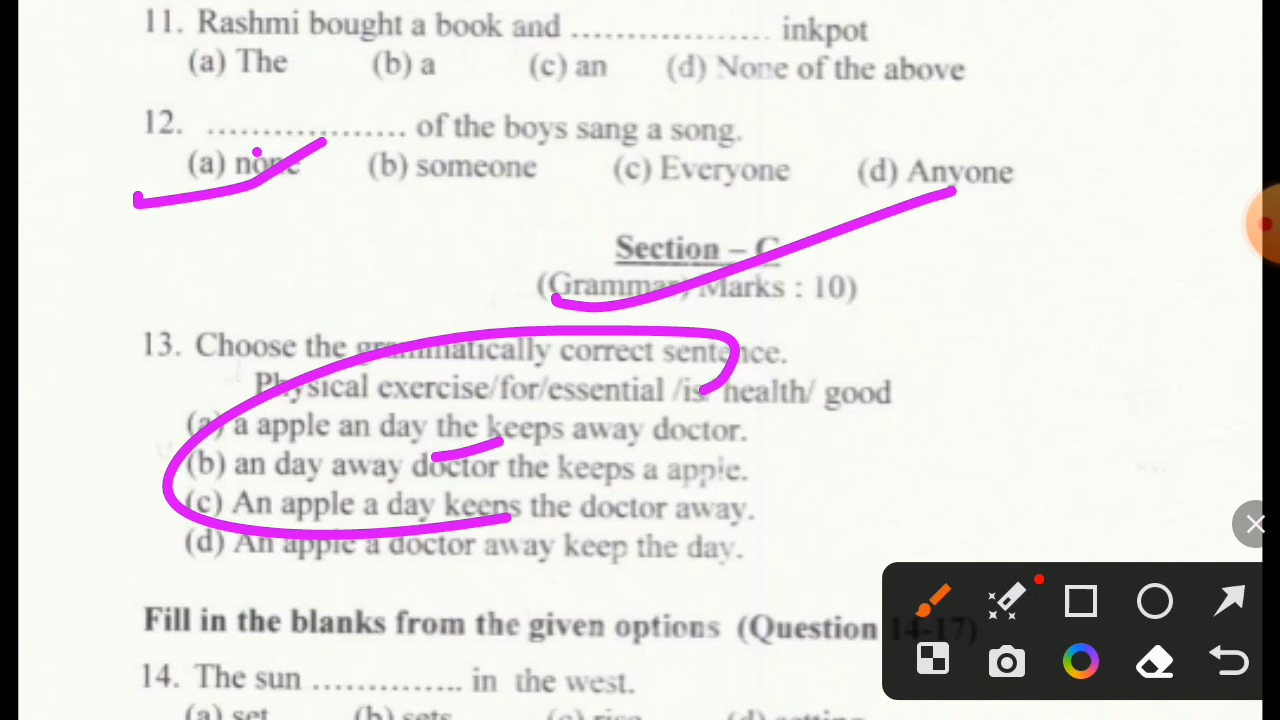 11. Rashmi bought a book and .................. inkpot
(a) The (b) a (c) an (d) None of the above
12. .................. of the boys sang a song.
(a) none (b) someone (c) Everyone (d) Anyone
Section – C
(Grammar, Marks : 10)
13. Choose the grammatically correct sentence.
Physical exercise/for/essential /is health/ good
(a) a apple an day the keeps away doctor.
(b) an day away doctor the keeps a apple.
(c) An apple a day keeps the doctor away.
(d) An apple a doctor away keep the day.
Fill in the blanks from the given options (Question 14-17)
14. The sun .............. in the west.
(a) set (b) sets (c) rise (d) setting